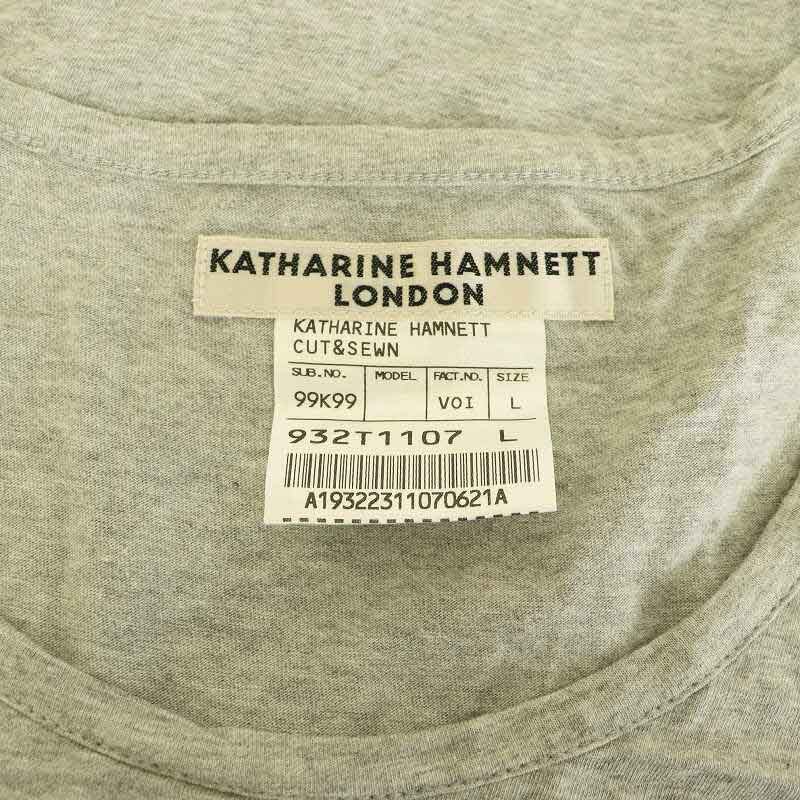 KATHARINE HAMNETT
LONDON
KATHARINE HAMNETT
CUT&SEWN
SUB.NO. MODEL FACT.NO. SIZE
99K99 VOI L
932T1107 L
A19322311070621A